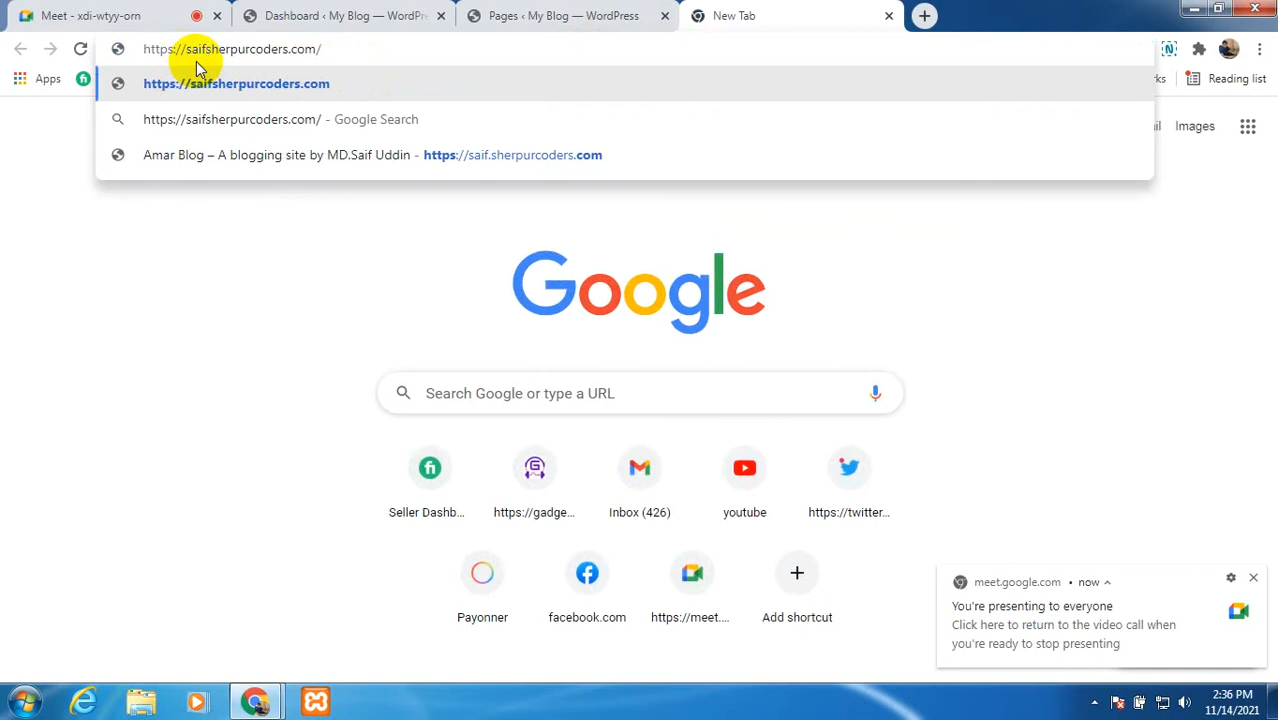 Meet - xdi-wtyy-orn
Dashboard ‹ My Blog — WordPr
Pages ‹ My Blog — WordPress
New Tab
https://saifsherpurcoders.com/
Apps
Reading list
https://saifsherpurcoders.com
https://saifsherpurcoders.com/ - Google Search
Amar Blog – A blogging site by MD.Saif Uddin - https://saif.sherpurcoders.com
ail
Images
Google
Search Google or type a URL
Seller Dashb...
https://gadge...
Inbox (426)
youtube
https://twitter...
Payonner
facebook.com
https://meet....
Add shortcut
meet.google.com • now
You're presenting to everyone
Click here to return to the video call when
you're ready to stop presenting
2:36 PM
11/14/2021